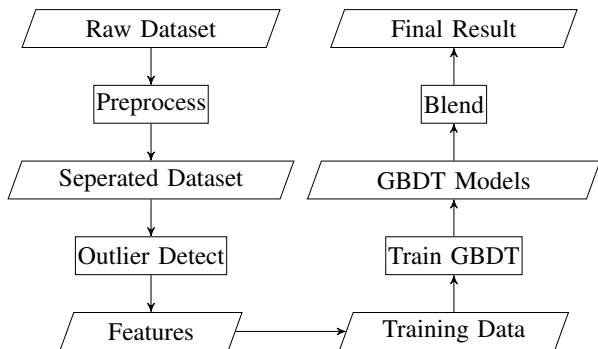 Raw Dataset
Preprocess
Seperated Dataset
Outlier Detect
Features
Training Data
Train GBDT
GBDT Models
Blend
Final Result